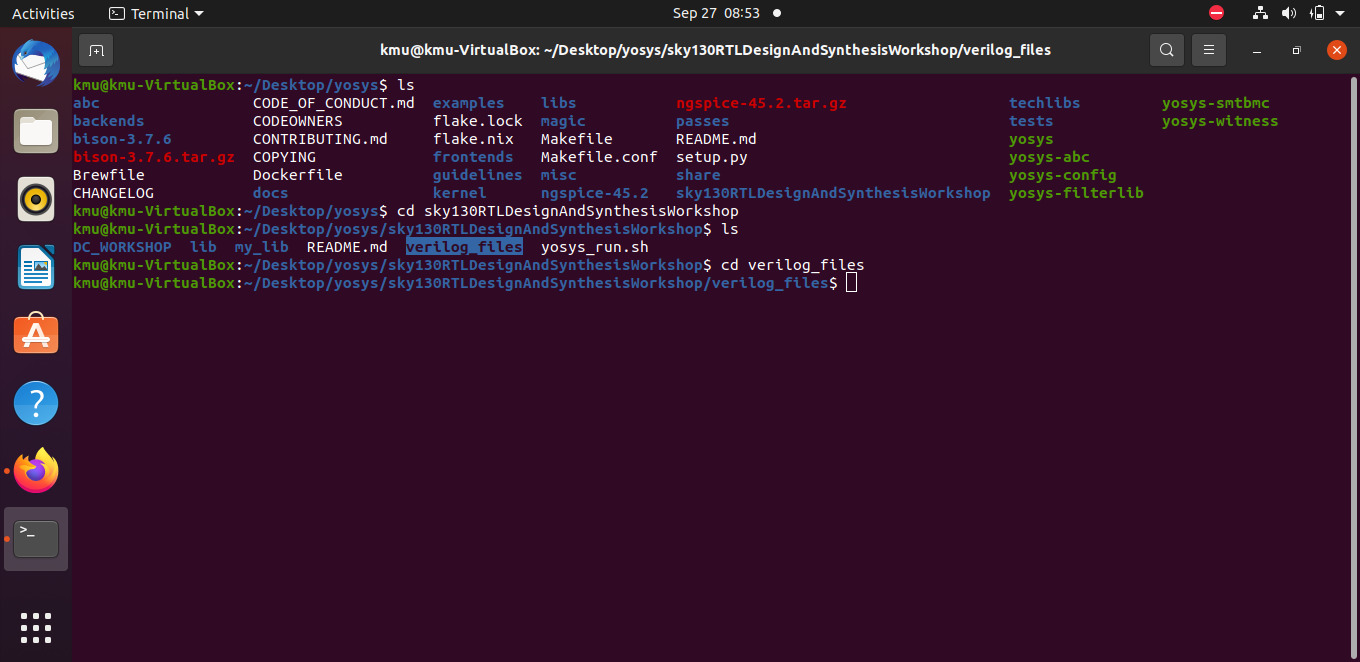 Activities Terminal Sep 27 08:53
kmu@kmu-VirtualBox: ~/Desktop/yosys/sky130RTLDesignAndSynthesisWorkshop/verilog_files
kmu@kmu-VirtualBox:~/Desktop/yosys$ ls
abc CODE_OF_CONDUCT.md examples libs ngspice-45.2.tar.gz techlibs yosys-smtbmc
backends CODEOWNERS flake.lock magic passes tests yosys-witness
bison-3.7.6 CONTRIBUTING.md flake.nix Makefile README.md yosys
bison-3.7.6.tar.gz COPYING frontends Makefile.conf setup.py yosys-abc
Brewfile Dockerfile guidelines misc share yosys-config
CHANGELOG docs kernel ngspice-45.2 sky130RTLDesignAndSynthesisWorkshop yosys-filterlib
kmu@kmu-VirtualBox:~/Desktop/yosys$ cd sky130RTLDesignAndSynthesisWorkshop
kmu@kmu-VirtualBox:~/Desktop/yosys/sky130RTLDesignAndSynthesisWorkshop$ ls
DC_WORKSHOP lib my_lib README.md verilog_files yosys_run.sh
kmu@kmu-VirtualBox:~/Desktop/yosys/sky130RTLDesignAndSynthesisWorkshop$ cd verilog_files
kmu@kmu-VirtualBox:~/Desktop/yosys/sky130RTLDesignAndSynthesisWorkshop/verilog_files$